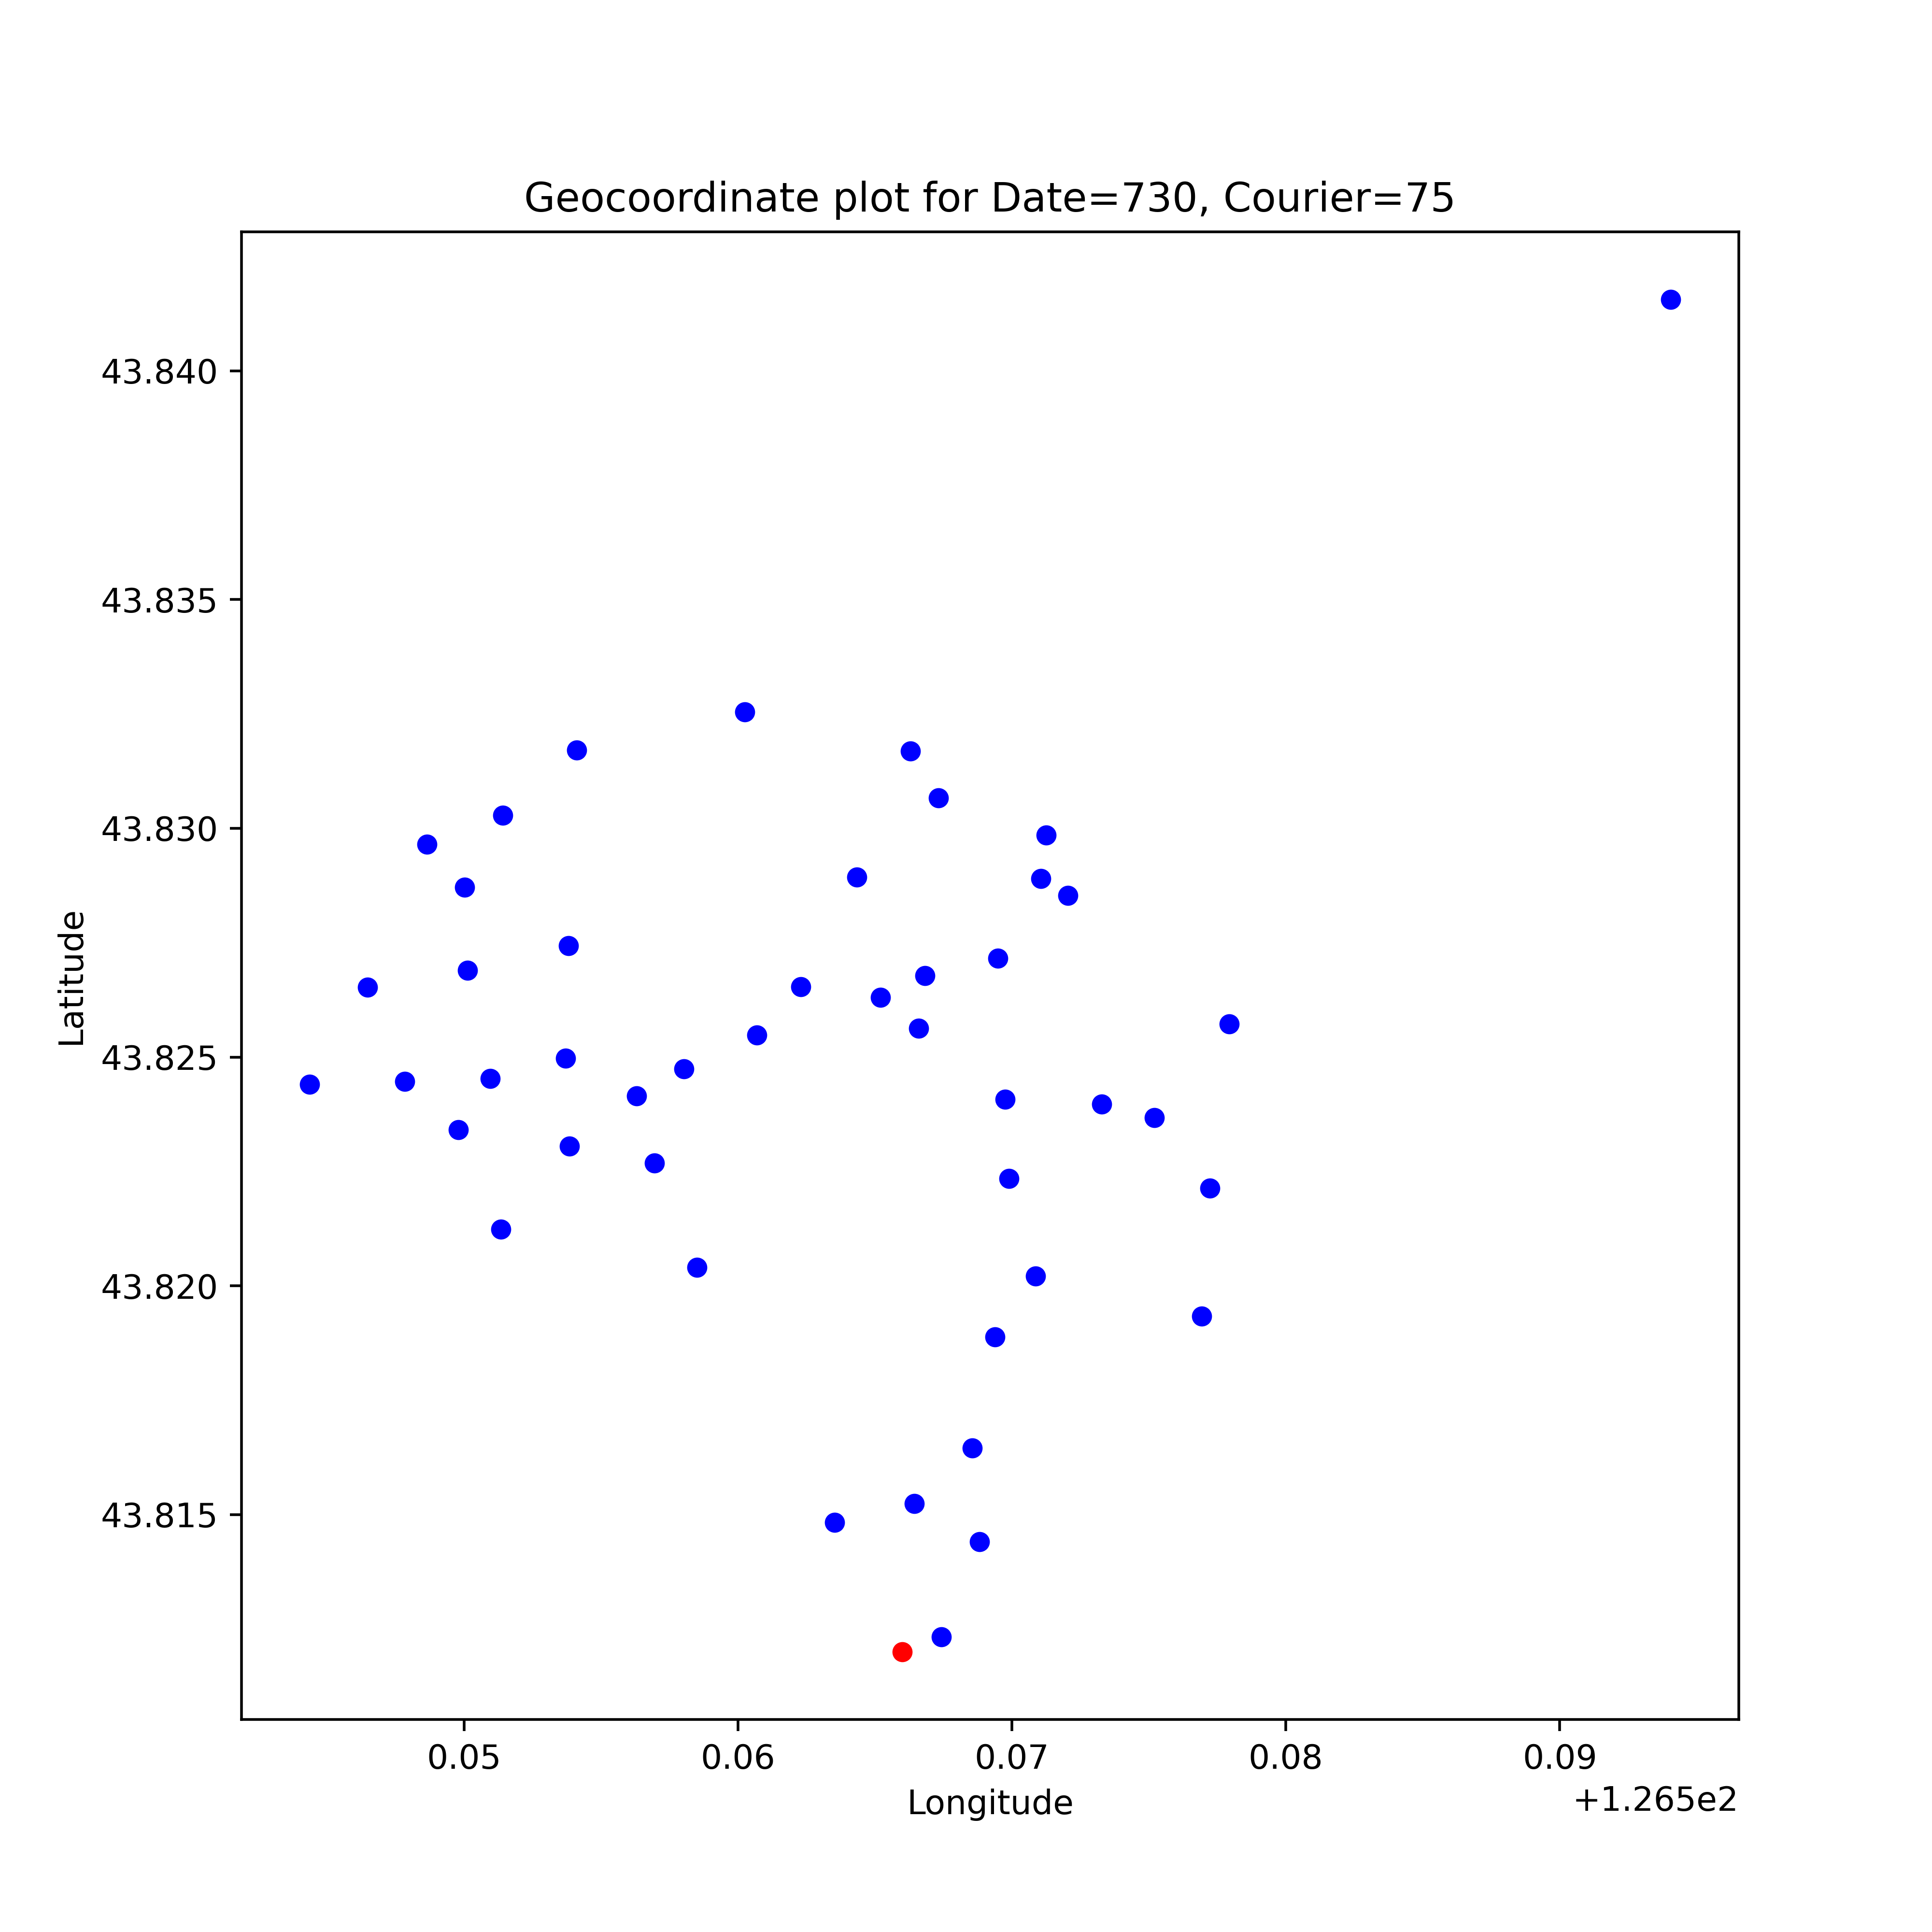 Geocoordinate plot for Date=730, Courier=75
43.840
43.835
43.830
43.825
43.820
43.815
Latitude
0.05 0.06 0.07 0.08 0.09
+1.265e2
Longitude